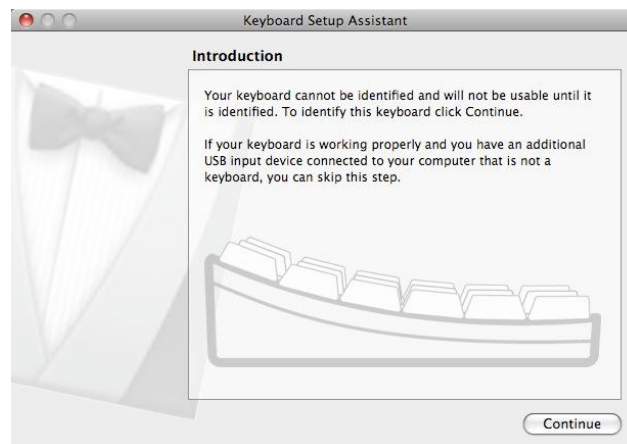 Keyboard Setup Assistant
Introduction
Your keyboard cannot be identified and will not be usable until it
is identified. To identify this keyboard click Continue.
If your keyboard is working properly and you have an additional
USB input device connected to your computer that is not a
keyboard, you can skip this step.
Continue